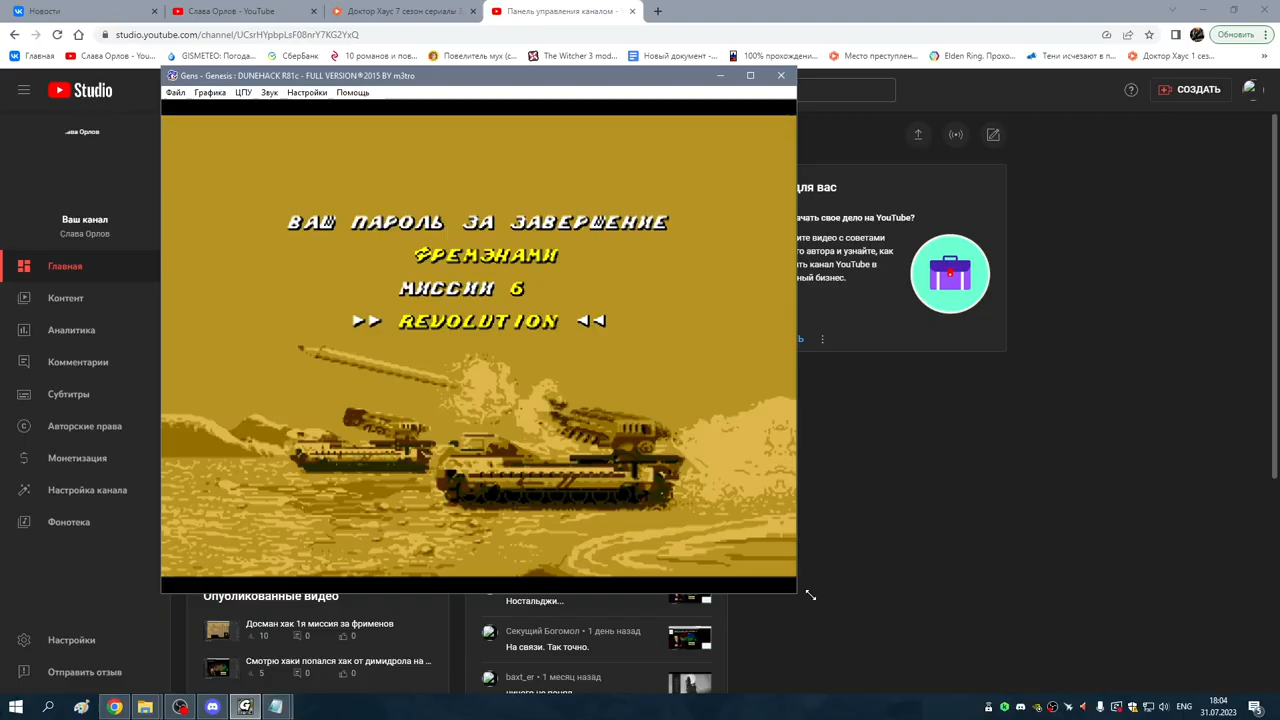 Новости
Слава Орлов - YouTube
Доктор Хаус 7 сезон сериалы
Панель управления каналом -
studio.youtube.com/channel/UCsrHYpbpLsF08nrY7KG2YxQ
Обновить
Главная
Слава Орлов - You...
GISMETEO: Погода...
СберБанк
10 романов и пов...
Повелитель мух (с...
The Witcher 3 mod...
Новый документ -...
100% прохождени...
Место преступлен...
Elden Ring, Прохо...
Тени исчезают в п...
Доктор Хаус 1 сез...
Gens - Genesis : DUNEHACK R81c - FULL VERSION®2015 BY m3tro
Файл Графика ЦПУ Звук Настройки Помощь
Studio
СОЗДАТЬ
ава Орлов
Ваш канал
Слава Орлов
Главная
Контент
Аналитика
Комментарии
Субтитры
Авторские права
Монетизация
Настройка канала
Фонотека
Настройки
Отправить отзыв
ВАШ ПАРОЛЬ ЗА ЗАВЕРШЕНИЕ
ФРЕМЭНАМИ
МИССИИ 6
►► REVOLUTION ◄◄
для вас
ачать свое дело на YouTube?
ите видео с советами
го автора и узнайте, как
ть канал YouTube в
ный бизнес.
ь
Опубликованные видео
Досман хак 1я миссия за фрименов
10 0 0
Смотрю хаки попался хак от димидрола на ...
5 0 0
Ностальджи...
Секущий Богомол • 1 день назад
На связи. Так точно.
baxt_er • 1 месяц назад
ничего не понял
ENG
18:04
31.07.2023